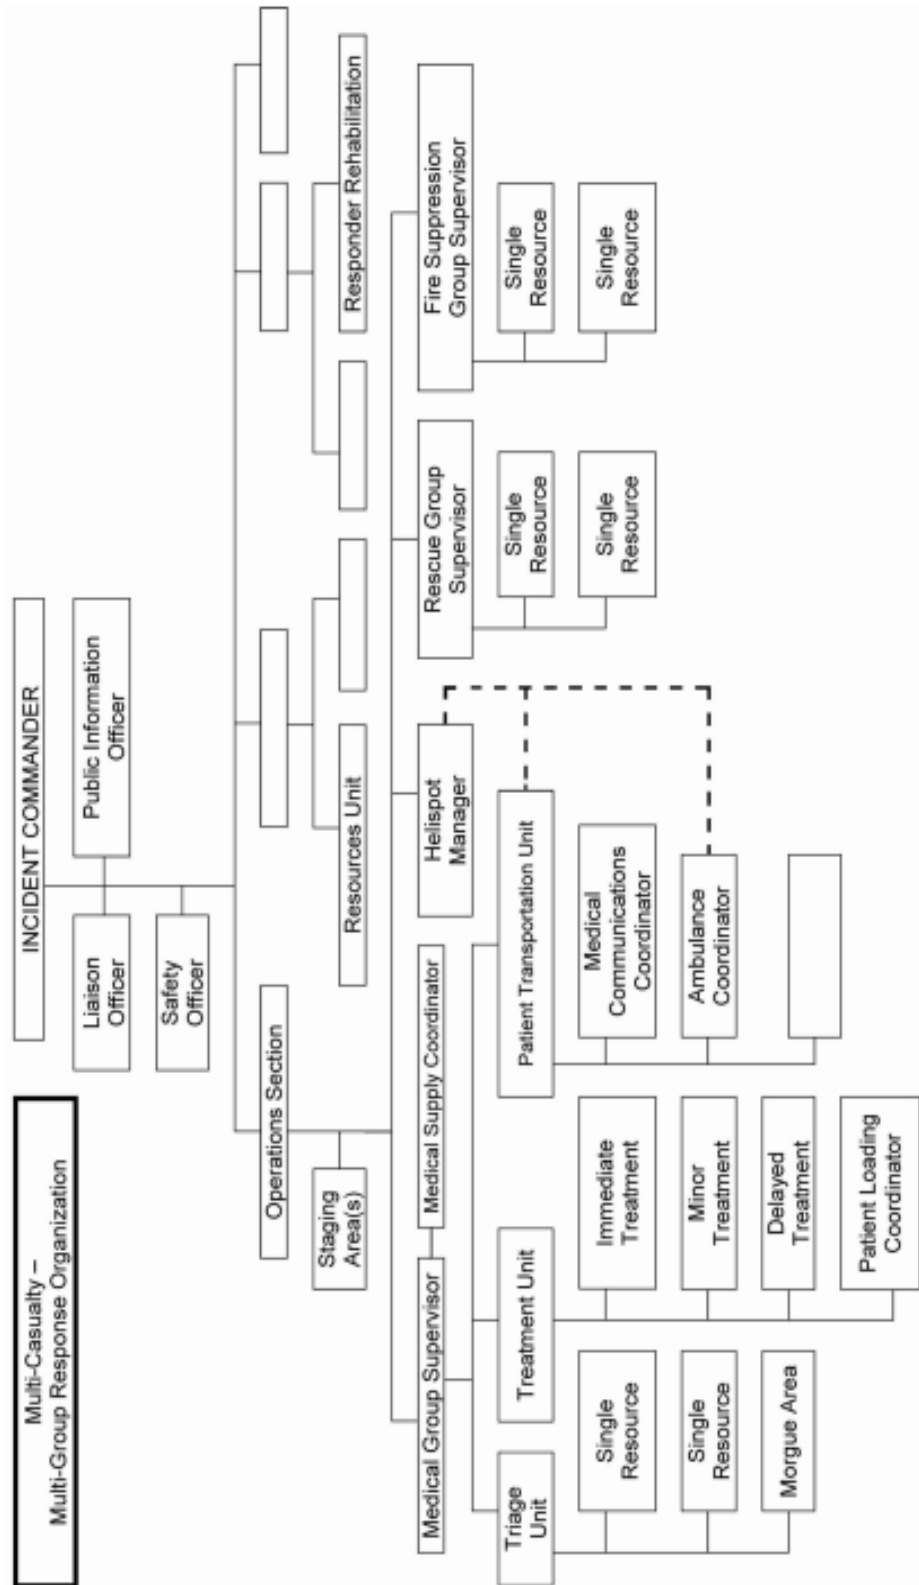 Multi-Casualty –
Multi-Group Response Organization
INCIDENT COMMANDER
Liaison
Officer
Public Information
Officer
Safety
Officer
Operations Section
Staging
Area(s)
Resources Unit
Responder Rehabilitation
Medical Group Supervisor
Medical Supply Coordinator
Helispot
Manager
Rescue Group
Supervisor
Fire Suppression
Group Supervisor
Triage
Unit
Treatment Unit
Patient Transportation Unit
Single
Resource
Single
Resource
Morgue Area
Immediate
Treatment
Minor
Treatment
Delayed
Treatment
Patient Loading
Coordinator
Medical
Communications
Coordinator
Ambulance
Coordinator
Single
Resource
Single
Resource
Single
Resource
Single
Resource